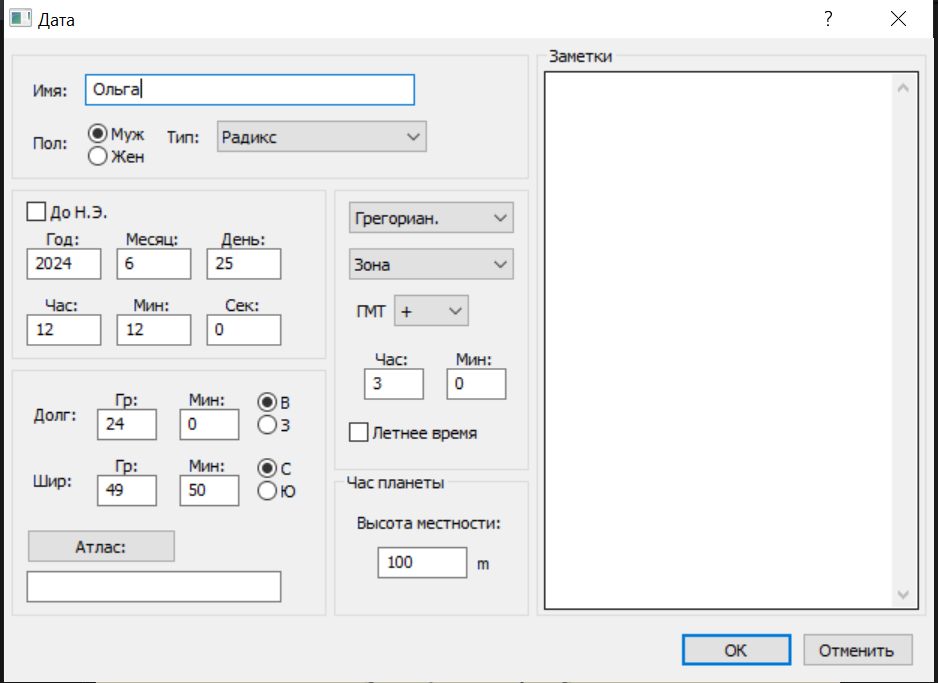 Дата
?
Имя: Ольга
Пол: Муж Тип: Радикс
Жен
До Н.Э.
Год: Месяц: День:
2024 6 25
Час: Мин: Сек:
12 12 0
Гр: Мин:
Долг: 24 0 В
З
Гр: Мин:
Шир: 49 50 С
Ю
Атлас:
Грегориан.
Зона
ГМТ +
Час: Мин:
3 0
Летнее время
Час планеты
Высота местности:
100 m
Заметки
ОК Отменить